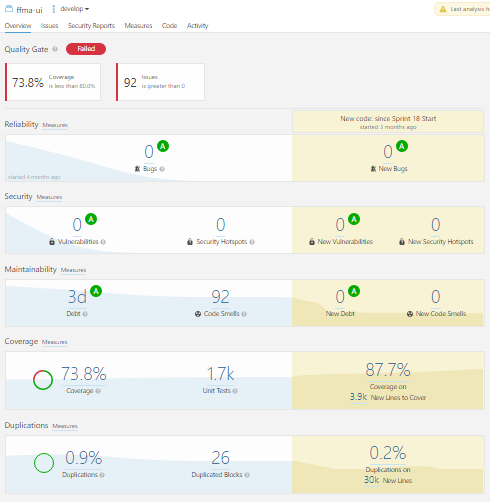 ffma-ui
develop
Last analysis h
Overview Issues Security Reports Measures Code Activity
Quality Gate Failed
73.8% Coverage is less than 80.0%
92 Issues is greater than 0
New code: since Sprint 18 Start
started 3 months ago
Reliability Measures
started 4 months ago
0 A
Bugs
0 A
New Bugs
Security Measures
0 A
Vulnerabilities
0
Security Hotspots
0 A
New Vulnerabilities
0
New Security Hotspots
Maintainability Measures
3d A
Debt
92
Code Smells
0 A
New Debt
0
New Code Smells
Coverage Measures
73.8%
Coverage
1.7k
Unit Tests
87.7%
Coverage on
3.9k New Lines to Cover
Duplications Measures
0.9%
Duplications
26
Duplicated Blocks
0.2%
Duplications on
30k New Lines